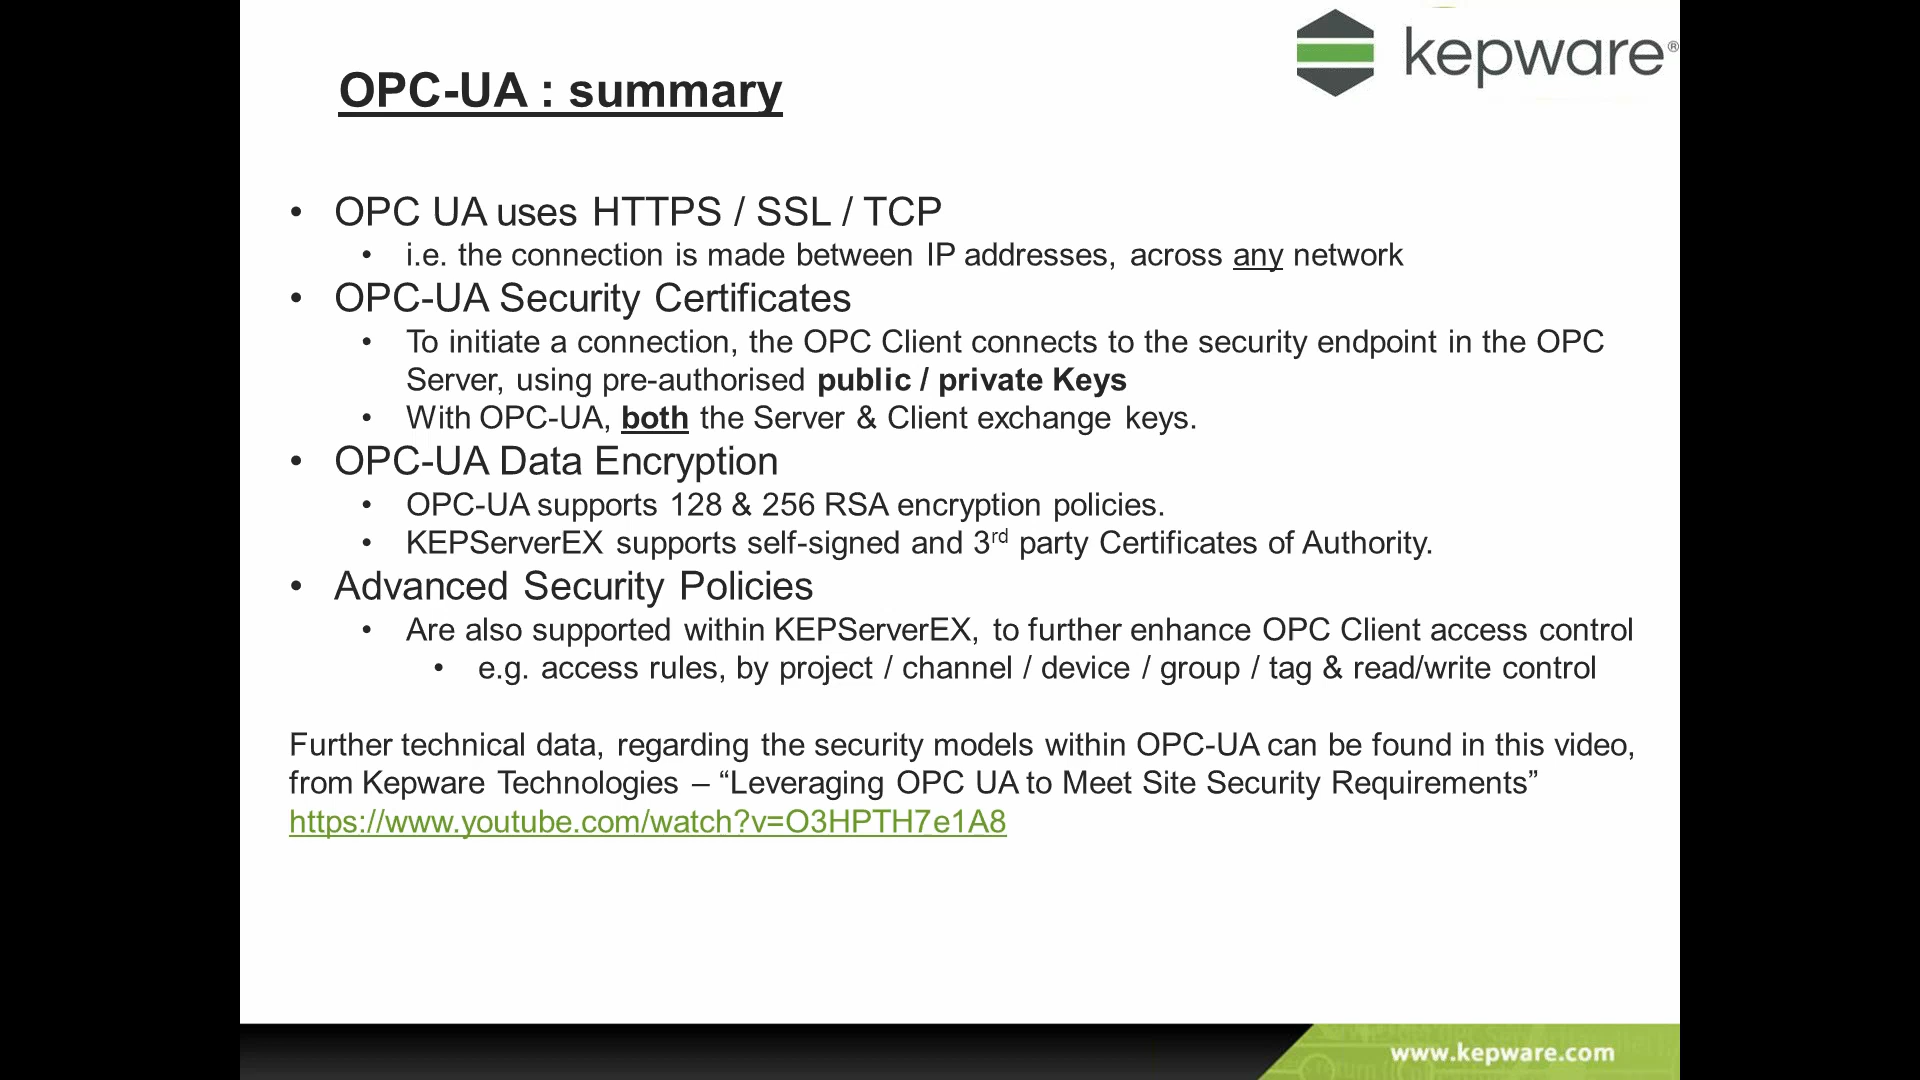 kepware®
OPC-UA : summary
• OPC UA uses HTTPS / SSL / TCP
• i.e. the connection is made between IP addresses, across any network
• OPC-UA Security Certificates
• To initiate a connection, the OPC Client connects to the security endpoint in the OPC
Server, using pre-authorised public / private Keys
• With OPC-UA, both the Server & Client exchange keys.
• OPC-UA Data Encryption
• OPC-UA supports 128 & 256 RSA encryption policies.
• KEPServerEX supports self-signed and 3rd party Certificates of Authority.
• Advanced Security Policies
• Are also supported within KEPServerEX, to further enhance OPC Client access control
• e.g. access rules, by project / channel / device / group / tag & read/write control
Further technical data, regarding the security models within OPC-UA can be found in this video,
from Kepware Technologies – “Leveraging OPC UA to Meet Site Security Requirements”
https://www.youtube.com/watch?v=O3HPTH7e1A8
www.kepware.com